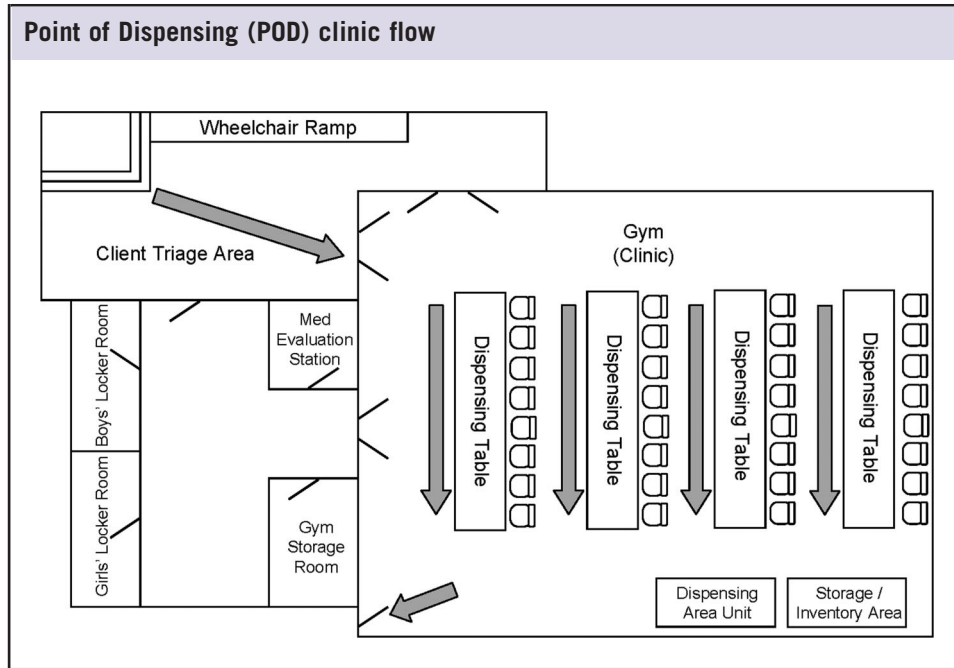 Point of Dispensing (POD) clinic flow
Wheelchair Ramp
Client Triage Area
Gym
(Clinic)
Med
Evaluation
Station
Boys' Locker Room
Girls' Locker Room
Gym
Storage
Room
Dispensing Table
Dispensing Table
Dispensing Table
Dispensing Table
Dispensing
Area Unit
Storage /
Inventory Area